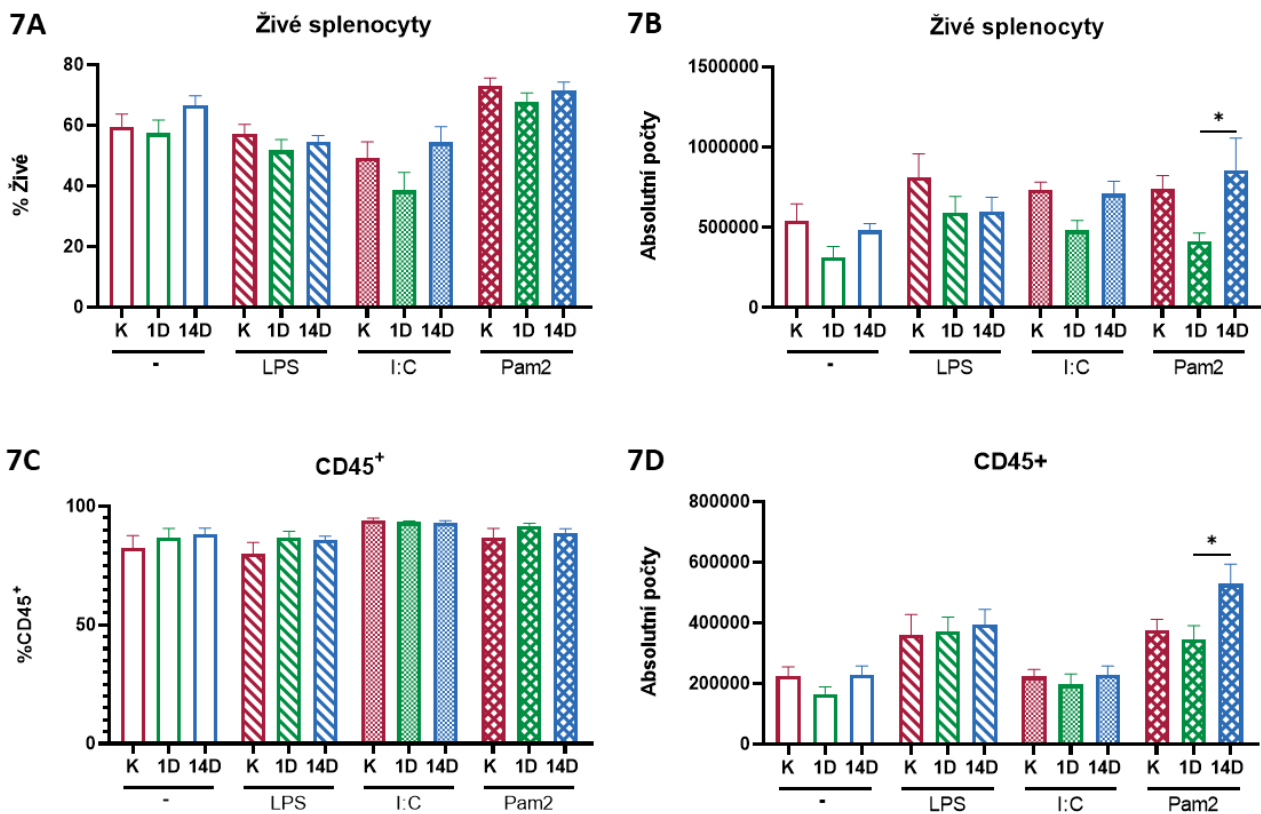 7A
Živé splenocyty
% Živé
80
60
40
20
0
K 1D 14D K 1D 14D K 1D 14D K 1D 14D
- LPS I:C Pam2
7B
Živé splenocyty
Absolutní počty
1500000
1000000
500000
0
*
K 1D 14D K 1D 14D K 1D 14D K 1D 14D
- LPS I:C Pam2
7C
CD45⁺
%CD45⁺
100
50
0
K 1D 14D K 1D 14D K 1D 14D K 1D 14D
- LPS I:C Pam2
7D
CD45+
Absolutní počty
800000
600000
400000
200000
0
*
K 1D 14D K 1D 14D K 1D 14D K 1D 14D
- LPS I:C Pam2